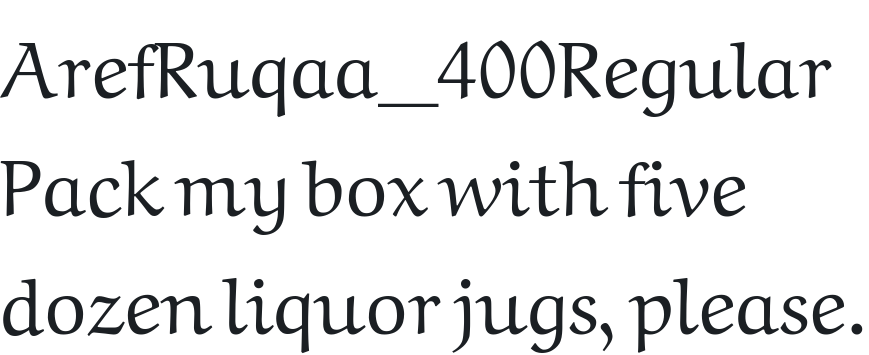 ArefRuqaa_400Regular
Pack my box with five
dozen liquor jugs, please.